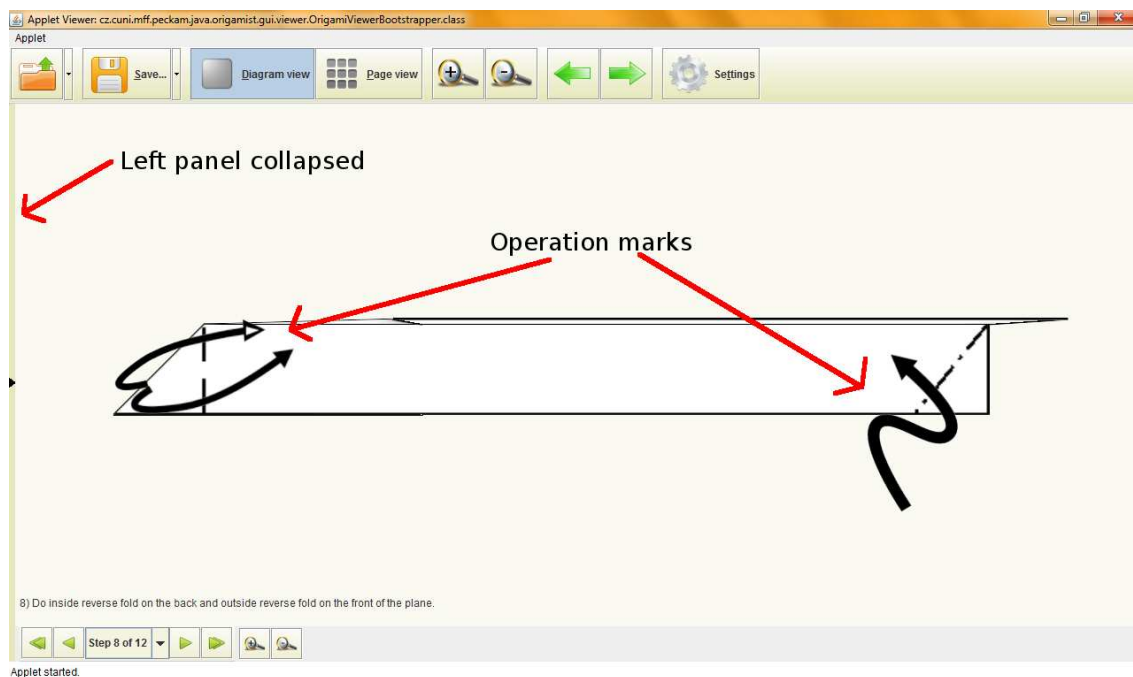 Applet Viewer: cz.cuni.mff.peckam.java.origamist.gui.viewer.OrigamiViewerBootstrapper.class
Applet
Save... Diagram view Page view Settings
Left panel collapsed
Operation marks
8) Do inside reverse fold on the back and outside reverse fold on the front of the plane.
Step 8 of 12
Applet started.